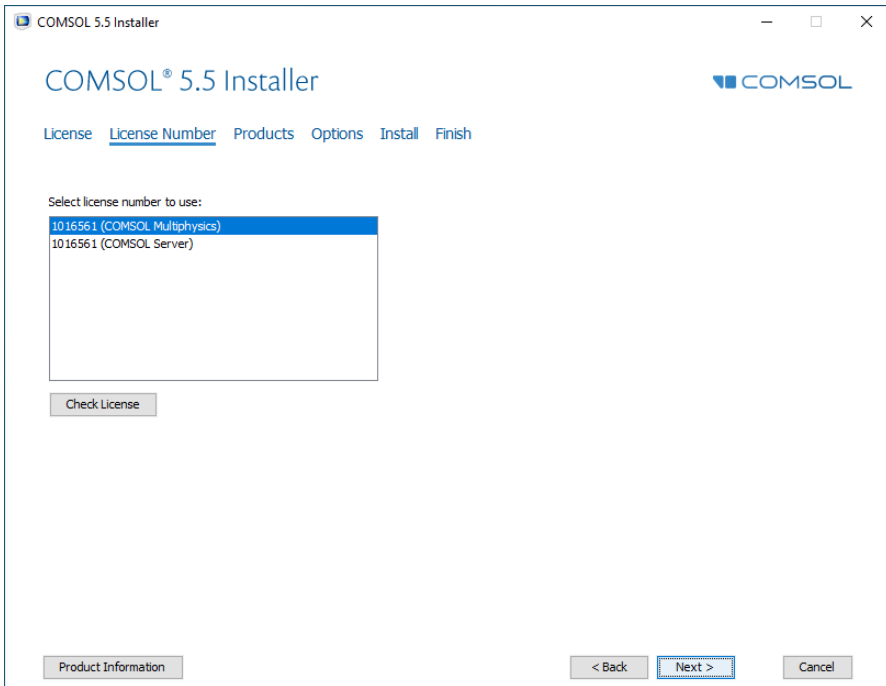 COMSOL 5.5 Installer
COMSOL® 5.5 Installer
COMSOL
License License Number Products Options Install Finish
Select license number to use:
1016561 (COMSOL Multiphysics)
1016561 (COMSOL Server)
Check License
Product Information < Back Next > Cancel